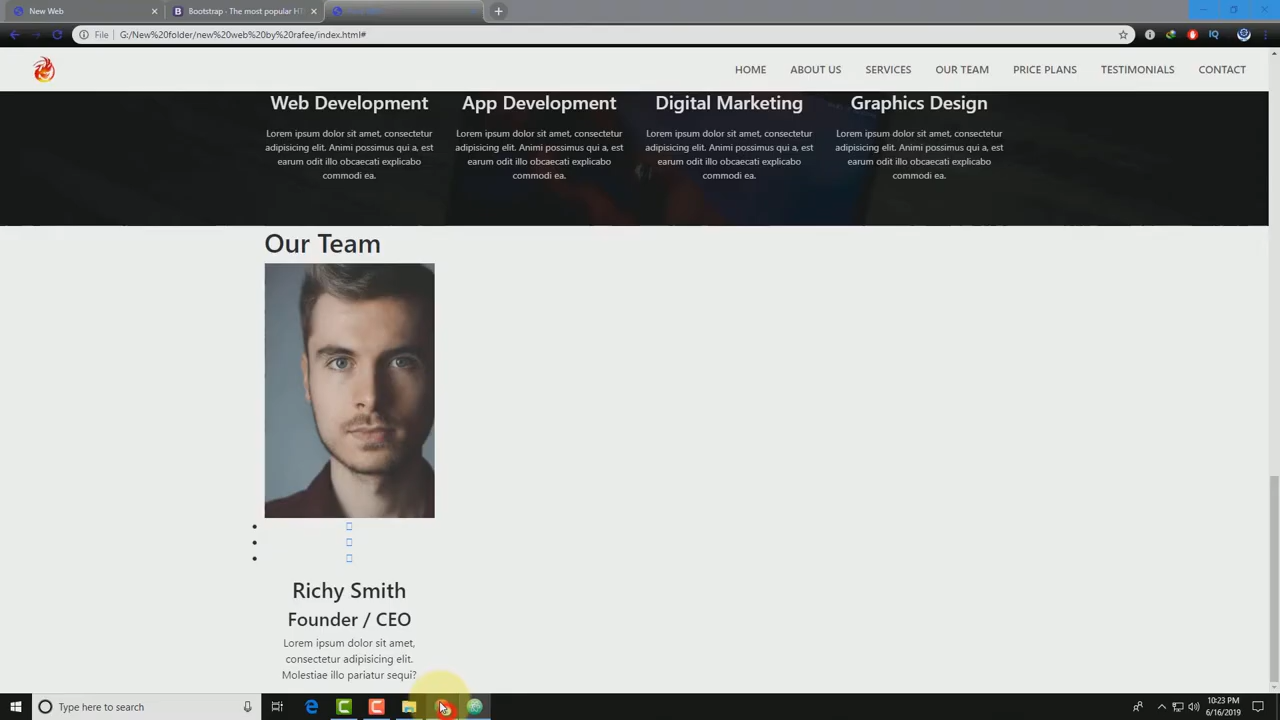 New Web
Bootstrap - The most popular HT
File
G:/New%20folder/new%20web%20by%20rafee/index.html#
IQ
HOME
ABOUT US
SERVICES
OUR TEAM
PRICE PLANS
TESTIMONIALS
CONTACT
Web Development
App Development
Digital Marketing
Graphics Design
Lorem ipsum dolor sit amet, consectetur
adipisicing elit. Animi possimus qui a, est
earum odit illo obcaecati explicabo
commodi ea.
Lorem ipsum dolor sit amet, consectetur
adipisicing elit. Animi possimus qui a, est
earum odit illo obcaecati explicabo
commodi ea.
Lorem ipsum dolor sit amet, consectetur
adipisicing elit. Animi possimus qui a, est
earum odit illo obcaecati explicabo
commodi ea.
Lorem ipsum dolor sit amet, consectetur
adipisicing elit. Animi possimus qui a, est
earum odit illo obcaecati explicabo
commodi ea.
Our Team
Richy Smith
Founder / CEO
Lorem ipsum dolor sit amet,
consectetur adipisicing elit.
Molestiae illo pariatur sequi?
Type here to search
10:23 PM
6/16/2019